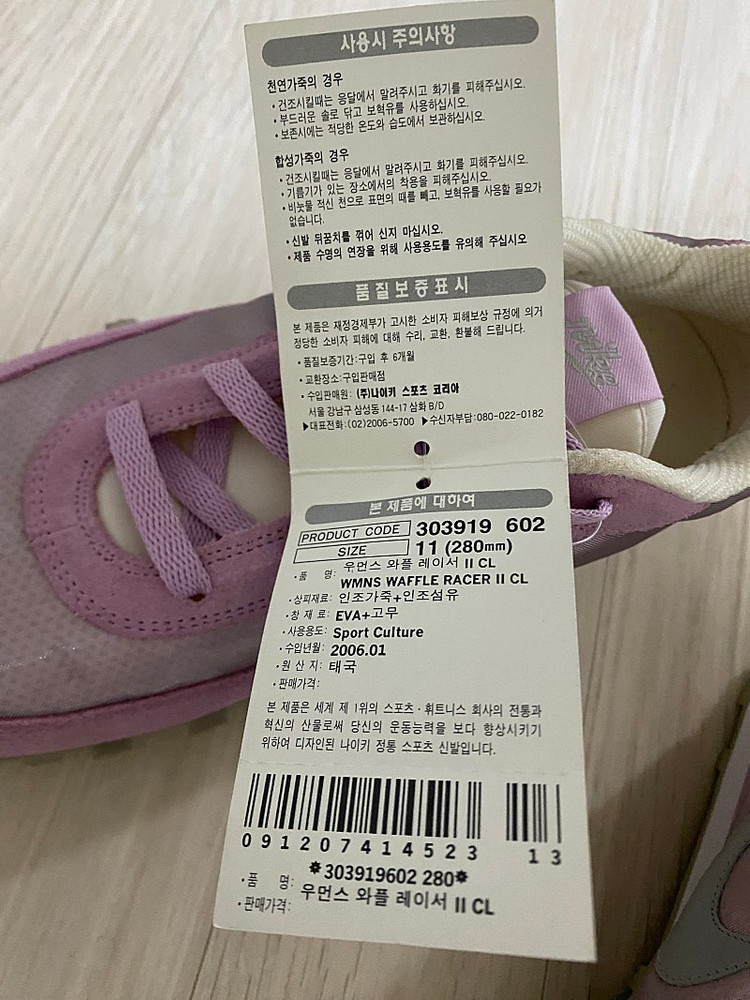 사용시 주의사항
천연가죽의 경우
• 건조시킬때는 응달에서 말려주시고 화기를 피해주십시오.
• 부드러운 솔로 닦고 보혁유를 사용하십시오.
• 보존시에는 적당한 온도와 습도에서 보관하십시오.
합성가죽의 경우
• 건조시킬때는 응달에서 말려주시고 화기를 피해주십시오.
• 기름기가 있는 장소에서의 착용을 피해주십시오.
• 비눗물 적신 천으로 표면의 때를 빼고, 보혁유를 사용할 필요가
없습니다.
• 신발 뒤꿈치를 꺾어 신지 마십시오.
• 제품 수명의 연장을 위해 사용용도를 유의해 주십시오
품질보증표시
본 제품은 재정경제부가 고시한 소비자 피해보상 규정에 의거
정당한 소비자 피해에 대해 수리, 교환, 환불해 드립니다.
• 품질보증기간:구입 후 6개월
• 교환장소:구입판매점
• 수입판매원: (주)나이키 스포츠 코리아
서울 강남구 삼성동 144-17 삼화 B/D
▶대표전화:(02)2006-5700 ▶수신자부담:080-022-0182
Nike
본 제품에 대하여
PRODUCT CODE 303919 602
SIZE 11 (280mm)
• 품 명: 우먼스 와플 레이서 II CL
WMNS WAFFLE RACER II CL
• 상피재료: 인조가죽+인조섬유
• 창 재 료: EVA+고무
• 사용용도: Sport Culture
• 수입년월: 2006.01
• 원 산 지: 태국
• 판매가격:
본 제품은 세계 제 1위의 스포츠 · 휘트니스 회사의 전통과
혁신의 산물로써 당신의 운동능력을 보다 향상시키기
위하여 디자인된 나이키 정통 스포츠 신발입니다.
091207414523 13
*303919602 280*
• 품 명: 우먼스 와플 레이서 II CL
• 판매가격: